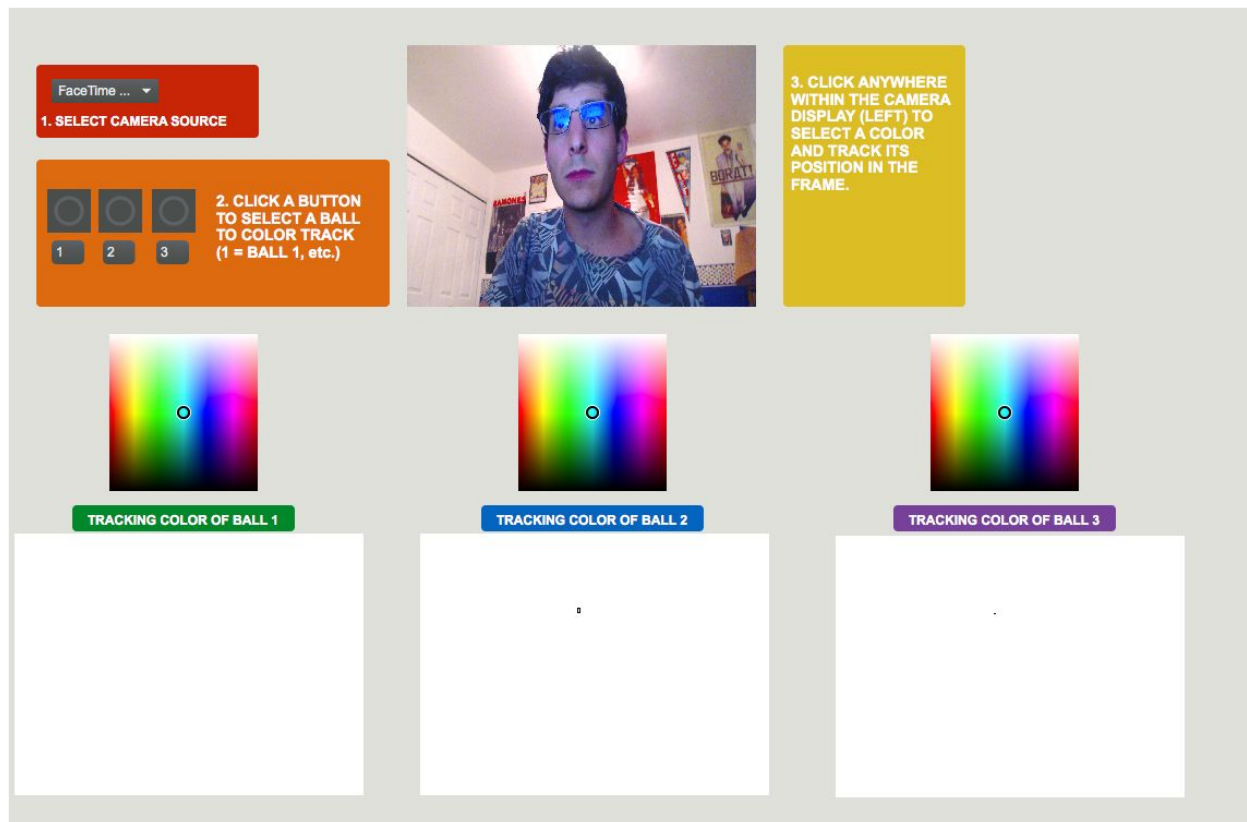 FaceTime ...
1. SELECT CAMERA SOURCE
1
2
3
2. CLICK A BUTTON
TO SELECT A BALL
TO COLOR TRACK
(1 = BALL 1, etc.)
RAMONES
BORAT!
3. CLICK ANYWHERE
WITHIN THE CAMERA
DISPLAY (LEFT) TO
SELECT A COLOR
AND TRACK ITS
POSITION IN THE
FRAME.
TRACKING COLOR OF BALL 1
TRACKING COLOR OF BALL 2
TRACKING COLOR OF BALL 3